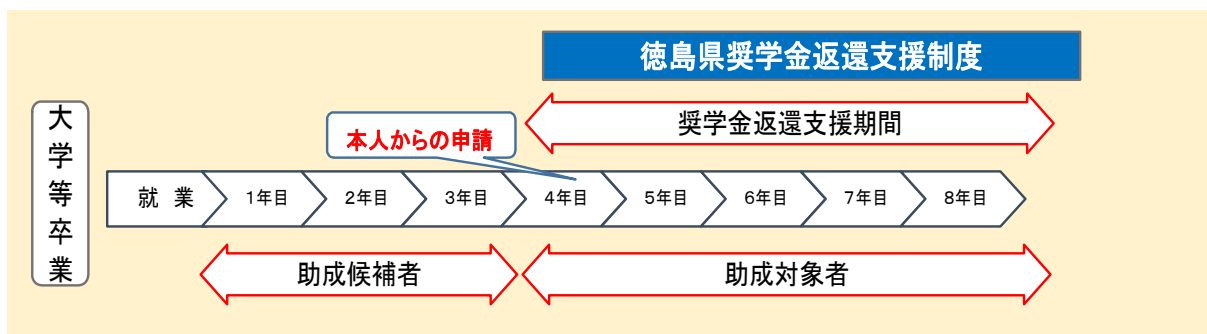 徳島県奨学金返還支援制度
奨学金返還支援期間
本人からの申請
大学等卒業
就 業
1年目
2年目
3年目
4年目
5年目
6年目
7年目
8年目
助成候補者
助成対象者